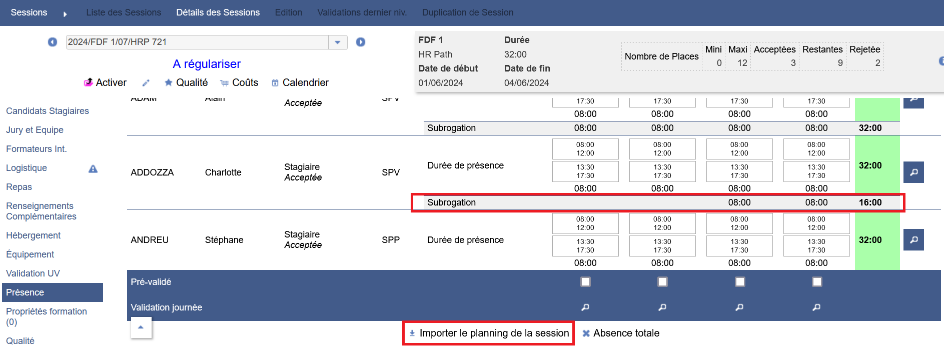 Sessions Liste des Sessions Détails des Sessions Edition Validations dernier niv. Duplication de Session
2024/FDF 1/07/HRP 721
A régulariser
Activer Qualité Coûts Calendrier
FDF 1 Durée
HR Path 32:00
Date de début Date de fin
01/06/2024 04/06/2024
Mini Maxi Acceptées Restantes Rejetée
Nombre de Places 0 12 3 9 2
Candidats Stagiaires
Jury et Equipe
Formateurs Int.
Logistique
Repas
Renseignements
Complémentaires
Hébergement
Équipement
Validation UV
Présence
Propriétés formation
(0)
Qualité
ADAM Alain Acceptée SPV
17:30 17:30 17:30 17:30
08:00 08:00 08:00 08:00
Subrogation 08:00 08:00 08:00 08:00 32:00
ADDOZZA Charlotte Stagiaire
Acceptée SPV Durée de présence
08:00 08:00 08:00 08:00
12:00 12:00 12:00 12:00
13:30 13:30 13:30 13:30
17:30 17:30 17:30 17:30
08:00 08:00 08:00 08:00
32:00
Subrogation 08:00 08:00 16:00
ANDREU Stéphane Stagiaire
Acceptée SPP Durée de présence
08:00 08:00 08:00 08:00
12:00 12:00 12:00 12:00
13:30 13:30 13:30 13:30
17:30 17:30 17:30 17:30
08:00 08:00 08:00 08:00
32:00
Pré-validé
Validation journée
Importer le planning de la session Absence totale